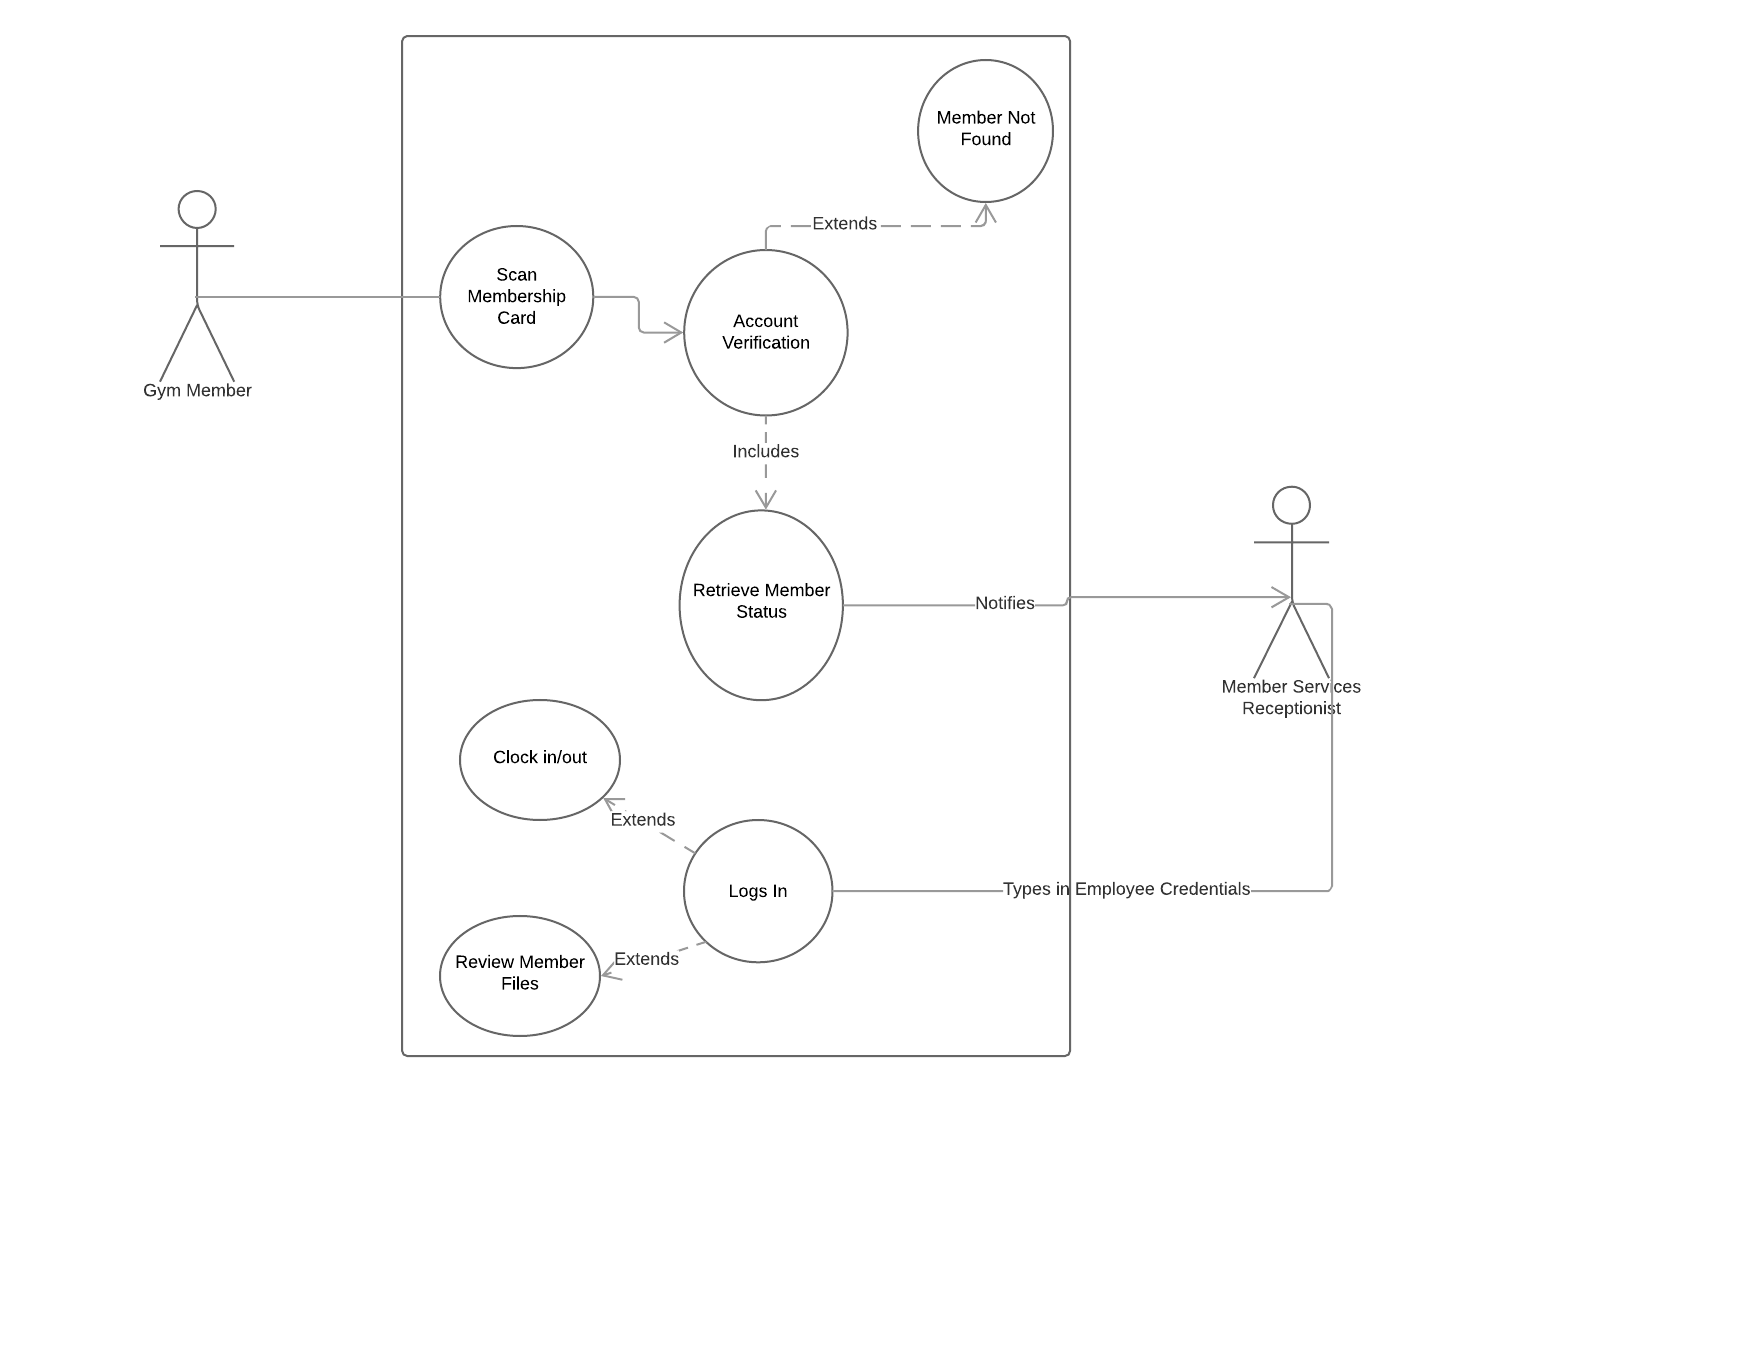 Member Not
Found
Extends
Scan
Membership
Card
Account
Verification
Gym Member
Includes
Retrieve Member
Status
Notifies
Member Services
Receptionist
Clock in/out
Extends
Logs In
Types in Employee Credentials
Extends
Review Member
Files